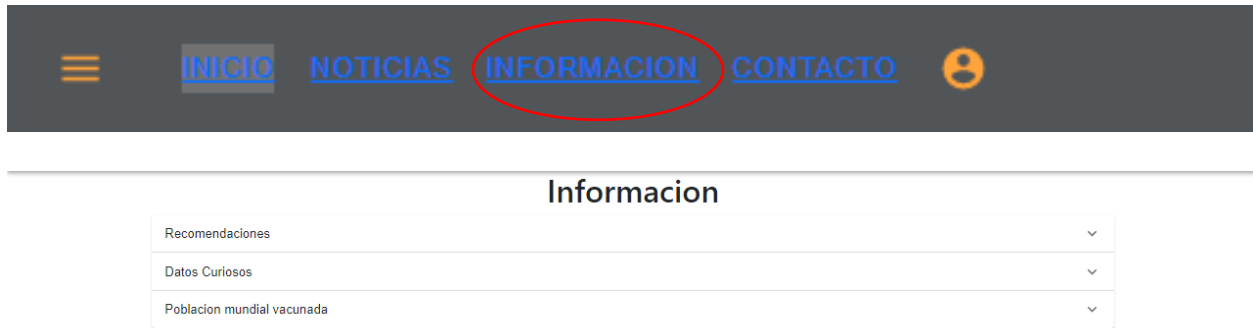 INICIO NOTICIAS INFORMACION CONTACTO
Informacion
Recomendaciones
Datos Curiosos
Poblacion mundial vacunada